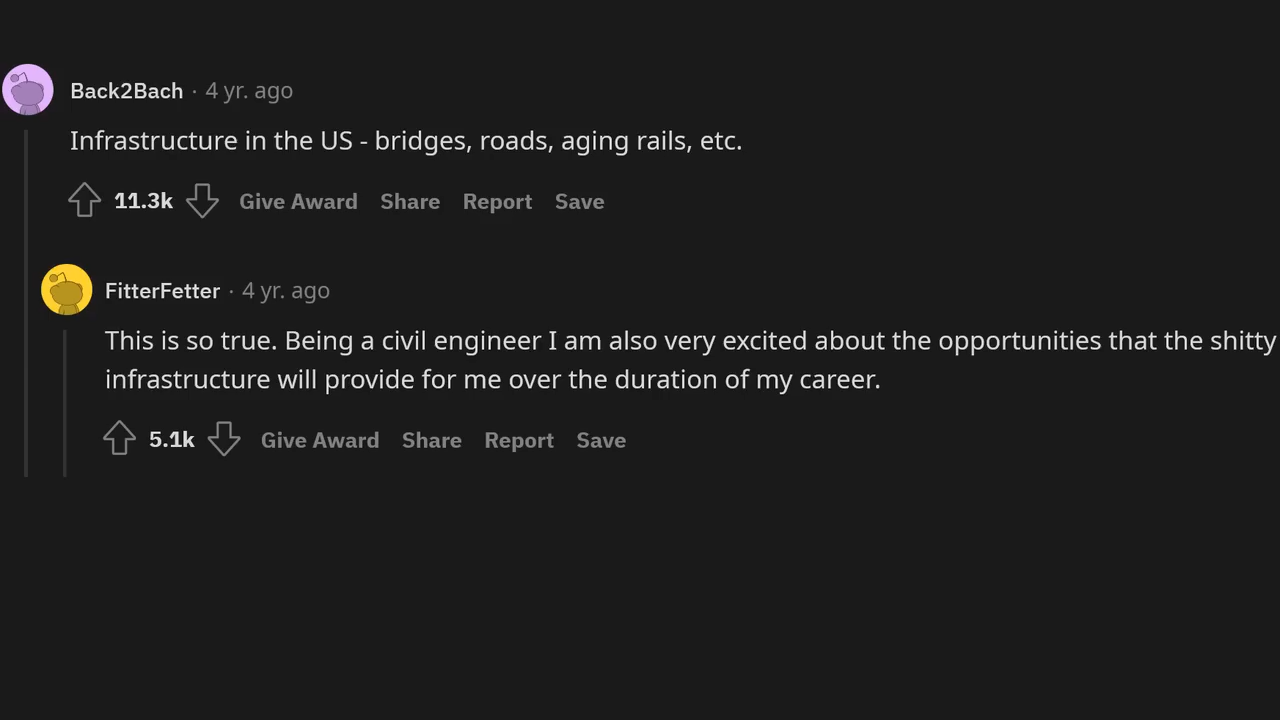 Back2Bach · 4 yr. ago
Infrastructure in the US - bridges, roads, aging rails, etc.
11.3k Give Award Share Report Save
FitterFetter · 4 yr. ago
This is so true. Being a civil engineer I am also very excited about the opportunities that the shitty
infrastructure will provide for me over the duration of my career.
5.1k Give Award Share Report Save